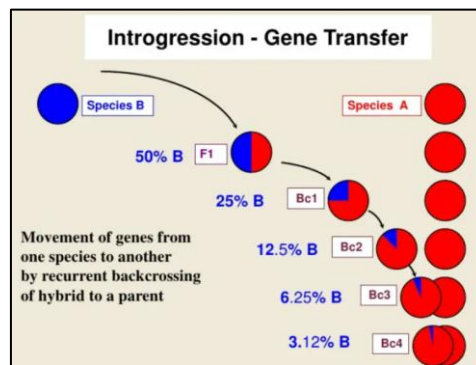 Introgression - Gene Transfer
Species B
Species A
F1
50% B
25% B
Bc1
12.5% B
Bc2
Movement of genes from
one species to another
by recurrent backcrossing
of hybrid to a parent
6.25% B
Bc3
3.12% B
Bc4